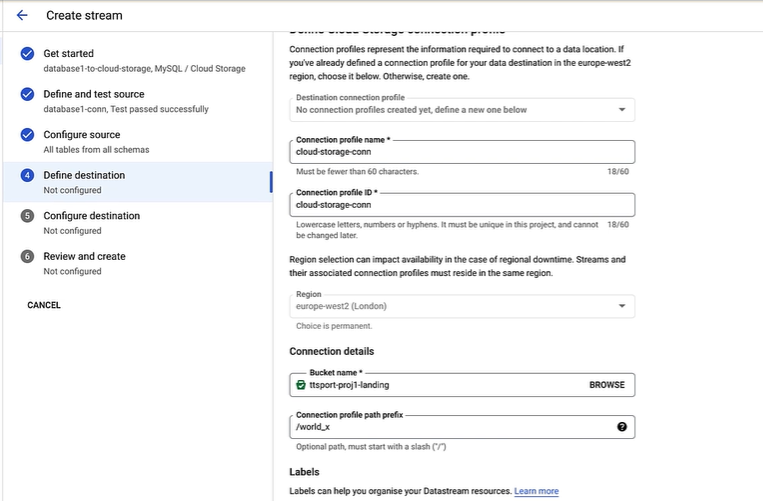 Create stream
Get started
database1-to-cloud-storage, MySQL / Cloud Storage
Define and test source
database1-conn, Test passed successfully
Configure source
All tables from all schemas
4 Define destination
Not configured
5 Configure destination
Not configured
6 Review and create
Not configured
CANCEL
Define Cloud Storage connection profile
Connection profiles represent the information required to connect to a data location. If
you've already defined a connection profile for your data destination in the europe-west2
region, choose it below. Otherwise, create one.
Destination connection profile
No connection profiles created yet, define a new one below
Connection profile name *
cloud-storage-conn
Must be fewer than 60 characters. 18/60
Connection profile ID *
cloud-storage-conn
Lowercase letters, numbers or hyphens. It must be unique in this project, and cannot 18/60
be changed later.
Region selection can impact availability in the case of regional downtime. Streams and
their associated connection profiles must reside in the same region.
Region
europe-west2 (London)
Choice is permanent.
Connection details
Bucket name *
ttsport-proj1-landing BROWSE
Connection profile path prefix
/world_x ?
Optional path, must start with a slash ("/")
Labels
Labels can help you organise your Datastream resources. Learn more